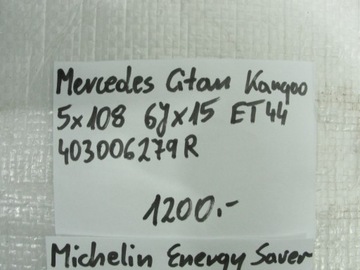 Mercedes Citan Kangoo
5x108 6Jx15 ET44
403006279R
1200.-
Michelin Energy Saver